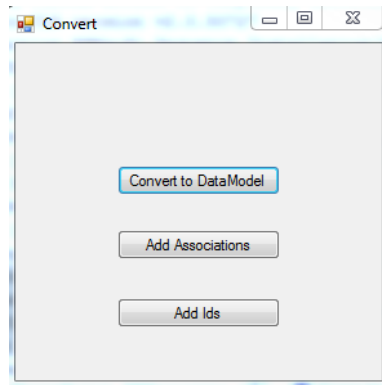 Convert
Convert to DataModel
Add Associations
Add Ids